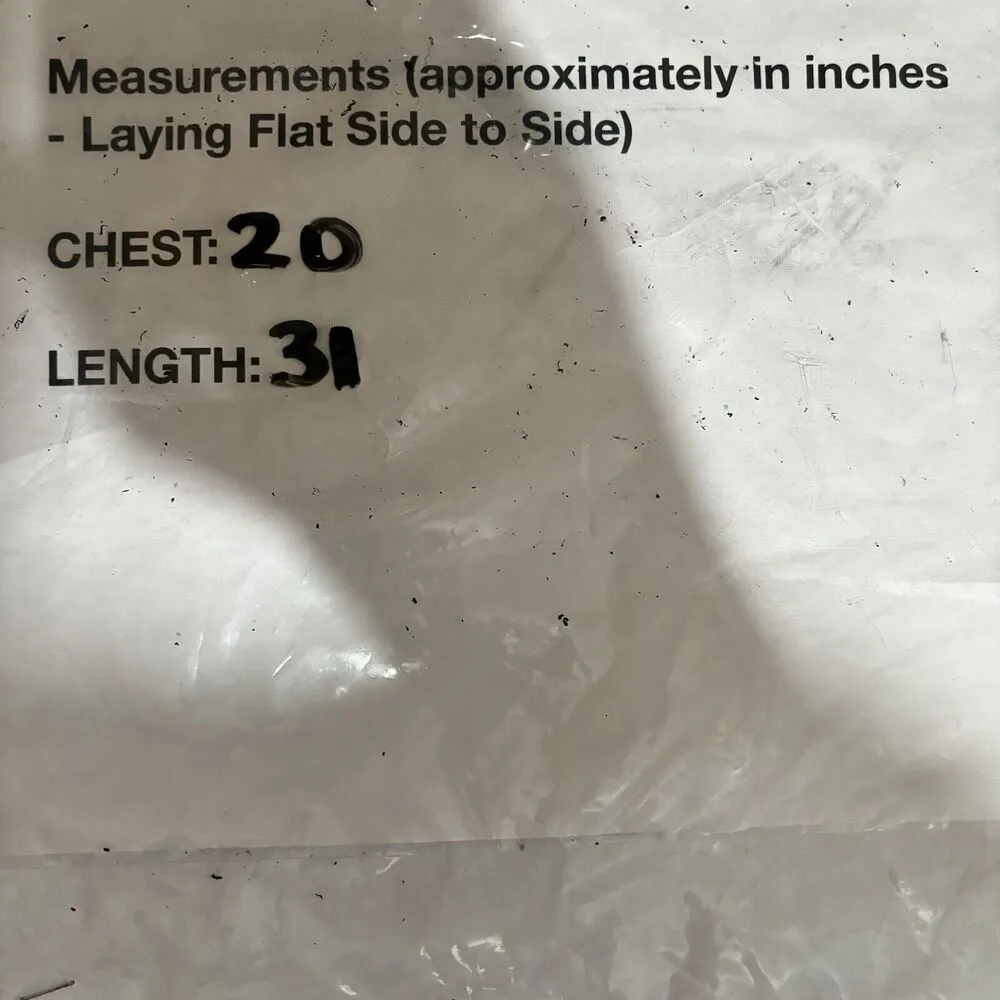 Measurements (approximately in inches
- Laying Flat Side to Side)
CHEST: 20
LENGTH: 31